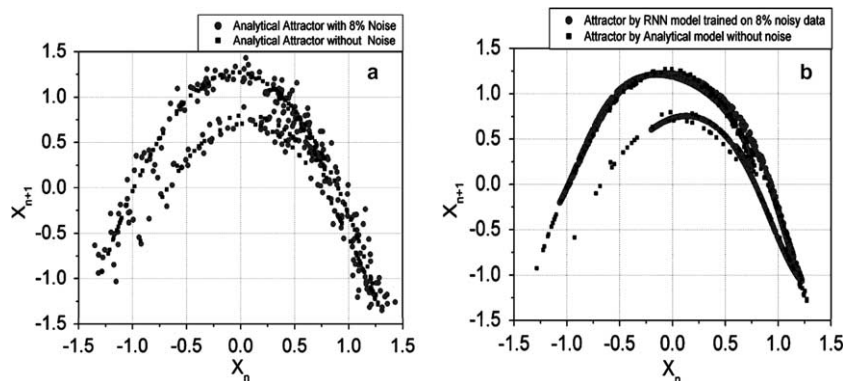 Analytical Attractor with 8% Noise
Analytical Attractor without Noise
a
1.5
1.0
0.5
0.0
-0.5
-1.0
-1.5
X n+1
-1.5 -1.0 -0.5 0.0 0.5 1.0 1.5
X n
Attractor by RNN model trained on 8% noisy data
Attractor by Analytical model without noise
b
1.5
1.0
0.5
0.0
-0.5
-1.0
-1.5
X n+1
-1.5 -1.0 -0.5 0.0 0.5 1.0 1.5
X n